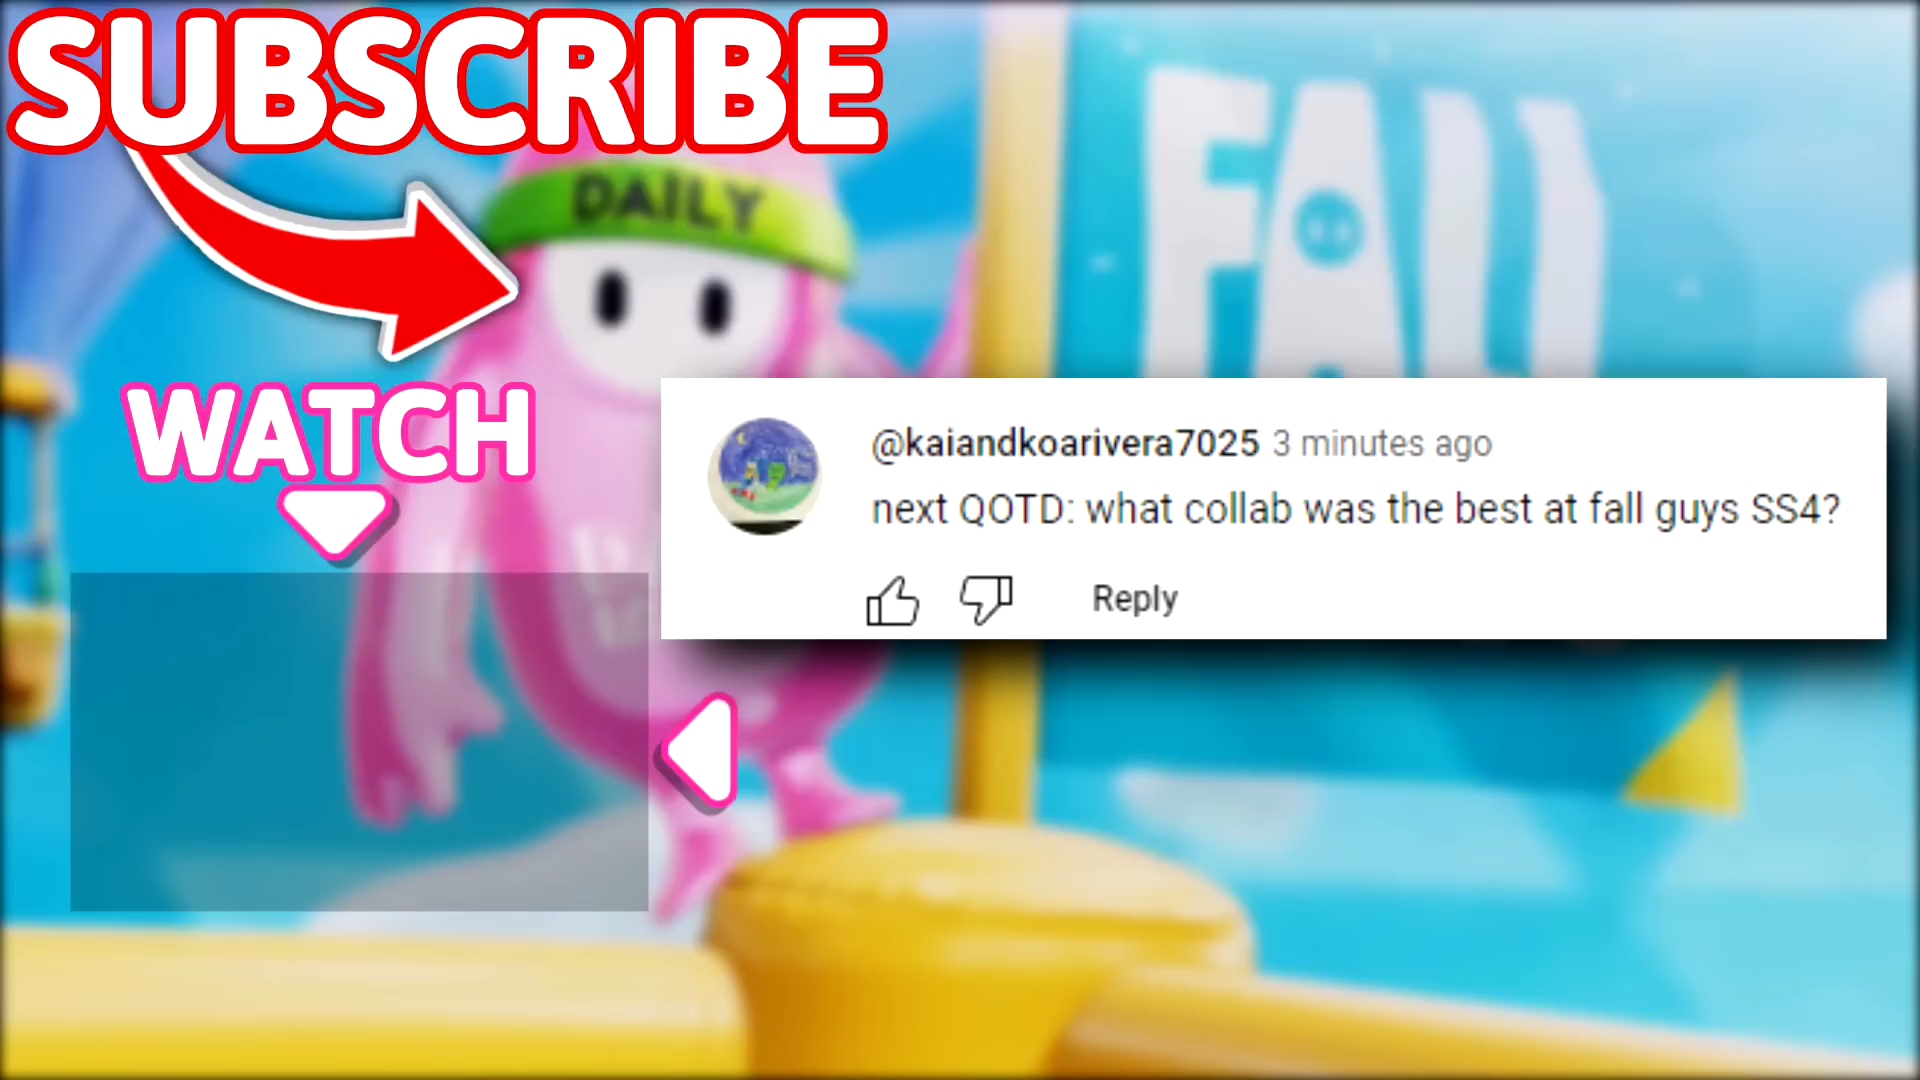 SUBSCRIBE
DAILY
FALL
WATCH
@kaiandkoarivera7025 3 minutes ago
next QOTD: what collab was the best at fall guys SS4?
Reply